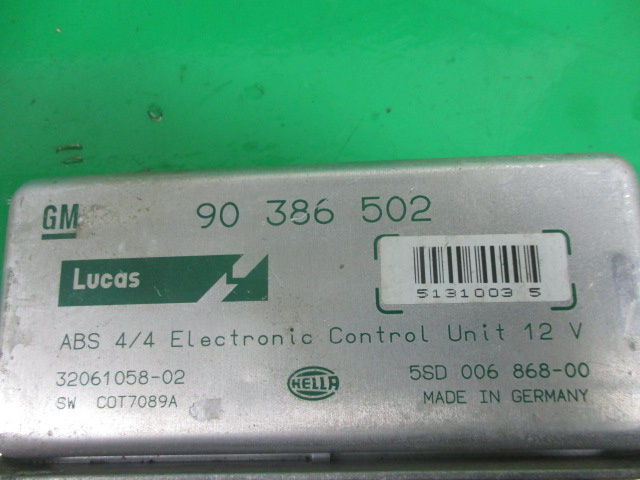 GM 90 386 502
Lucas
5131003 5
ABS 4/4 Electronic Control Unit 12 V
32061058-02 HELLA 5SD 006 868-00
SW COT7089A MADE IN GERMANY